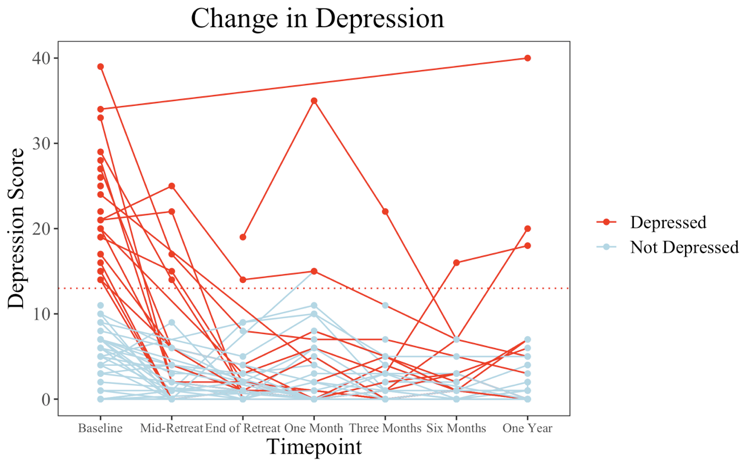 Change in Depression
Depression Score
40
30
20
10
0
Baseline Mid-Retreat End of Retreat One Month Three Months Six Months One Year
Timepoint
Depressed
Not Depressed